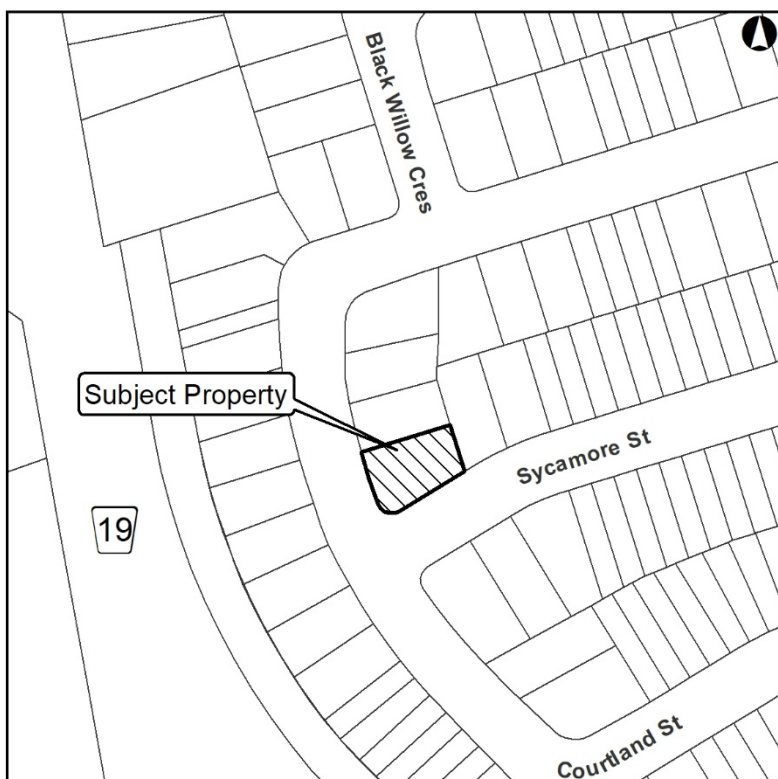 Black Willow Cres
Subject Property
Sycamore St
19
Courtland St